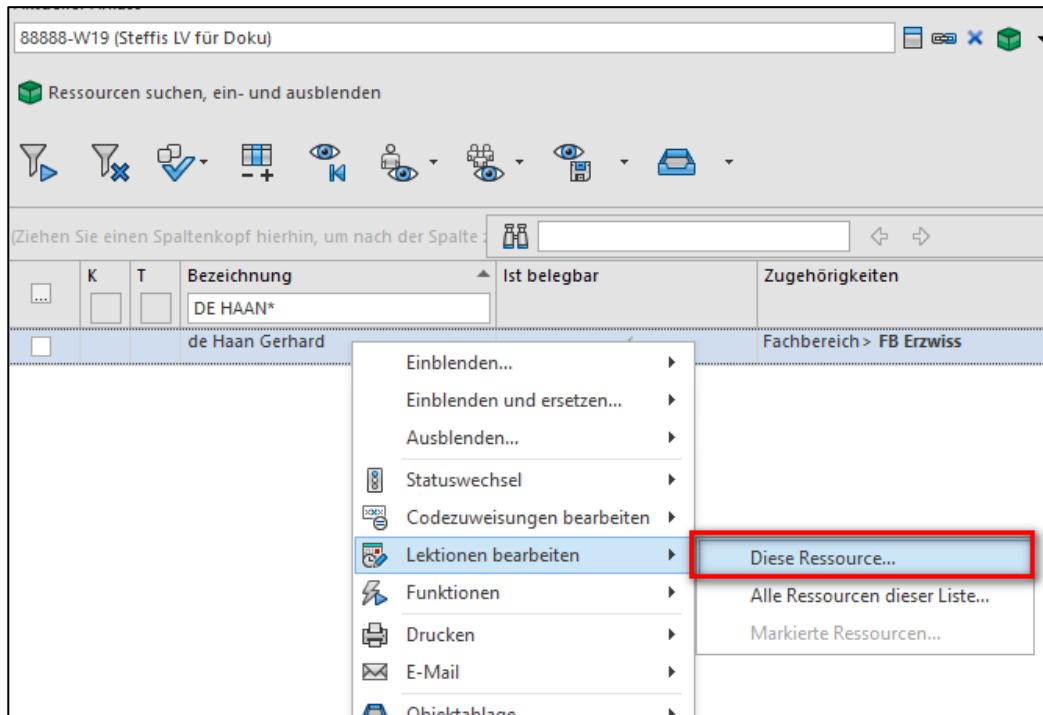 88888-W19 (Steffis LV für Doku)
Ressourcen suchen, ein- und ausblenden
(Ziehen Sie einen Spaltenkopf hierhin, um nach der Spalte
K T Bezeichnung Ist belegbar Zugehörigkeiten
...
DE HAAN*
de Haan Gerhard Fachbereich > FB Erzwiss
Einblenden...
Einblenden und ersetzen...
Ausblenden...
Statuswechsel
Codezuweisungen bearbeiten
Lektionen bearbeiten
Diese Ressource...
Alle Ressourcen dieser Liste...
Markierte Ressourcen...
Funktionen
Drucken
E-Mail
Objektablage